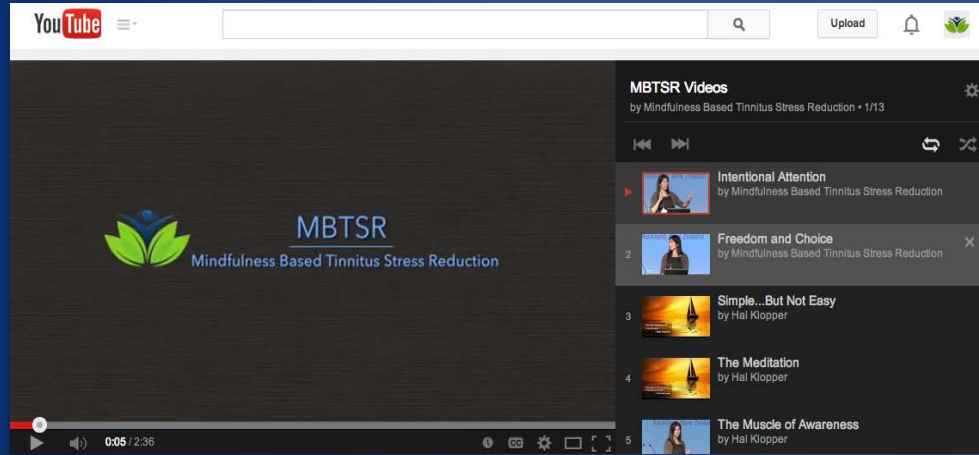 YouTube
Upload
MBTSR
Mindfulness Based Tinnitus Stress Reduction
0:05 / 2:36
CC
MBTSR Videos
by Mindfulness Based Tinnitus Stress Reduction • 1/13
Intentional Attention
by Mindfulness Based Tinnitus Stress Reduction
2
Freedom and Choice
by Mindfulness Based Tinnitus Stress Reduction
3
Simple...But Not Easy
by Hal Klopper
4
The Meditation
by Hal Klopper
5
The Muscle of Awareness
by Hal Klopper